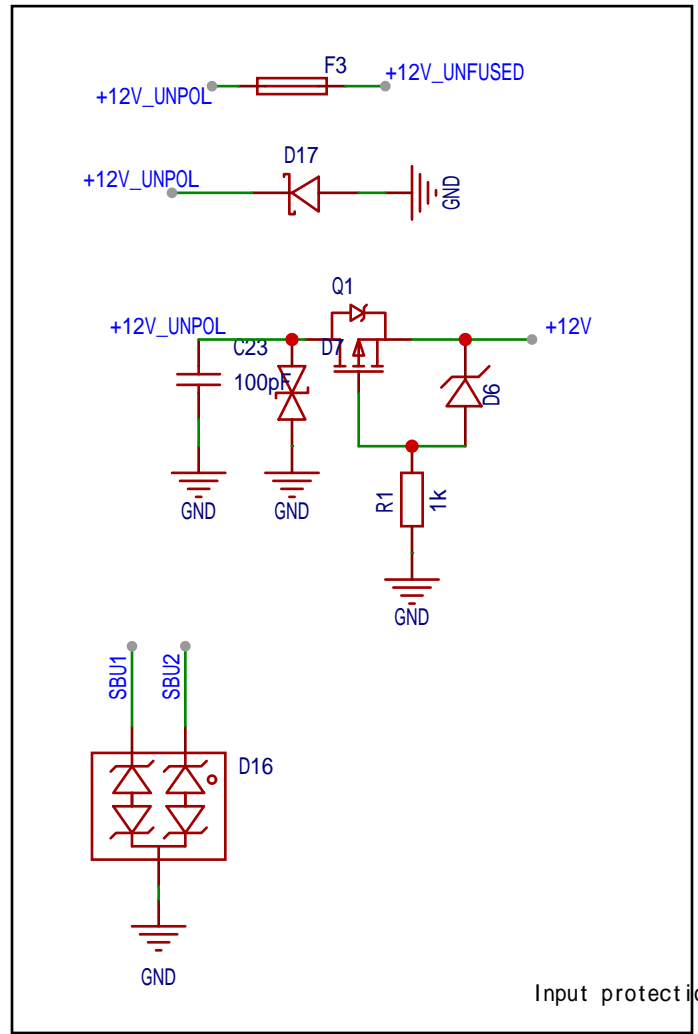 F3
+12V_UNPOL
+12V_UNFUSED
D17
+12V_UNPOL
GND
Q1
+12V_UNPOL
+12V
C23
D7
100pF
D6
R1
1k
GND
GND
GND
SBU1
SBU2
D16
GND
Input protectio